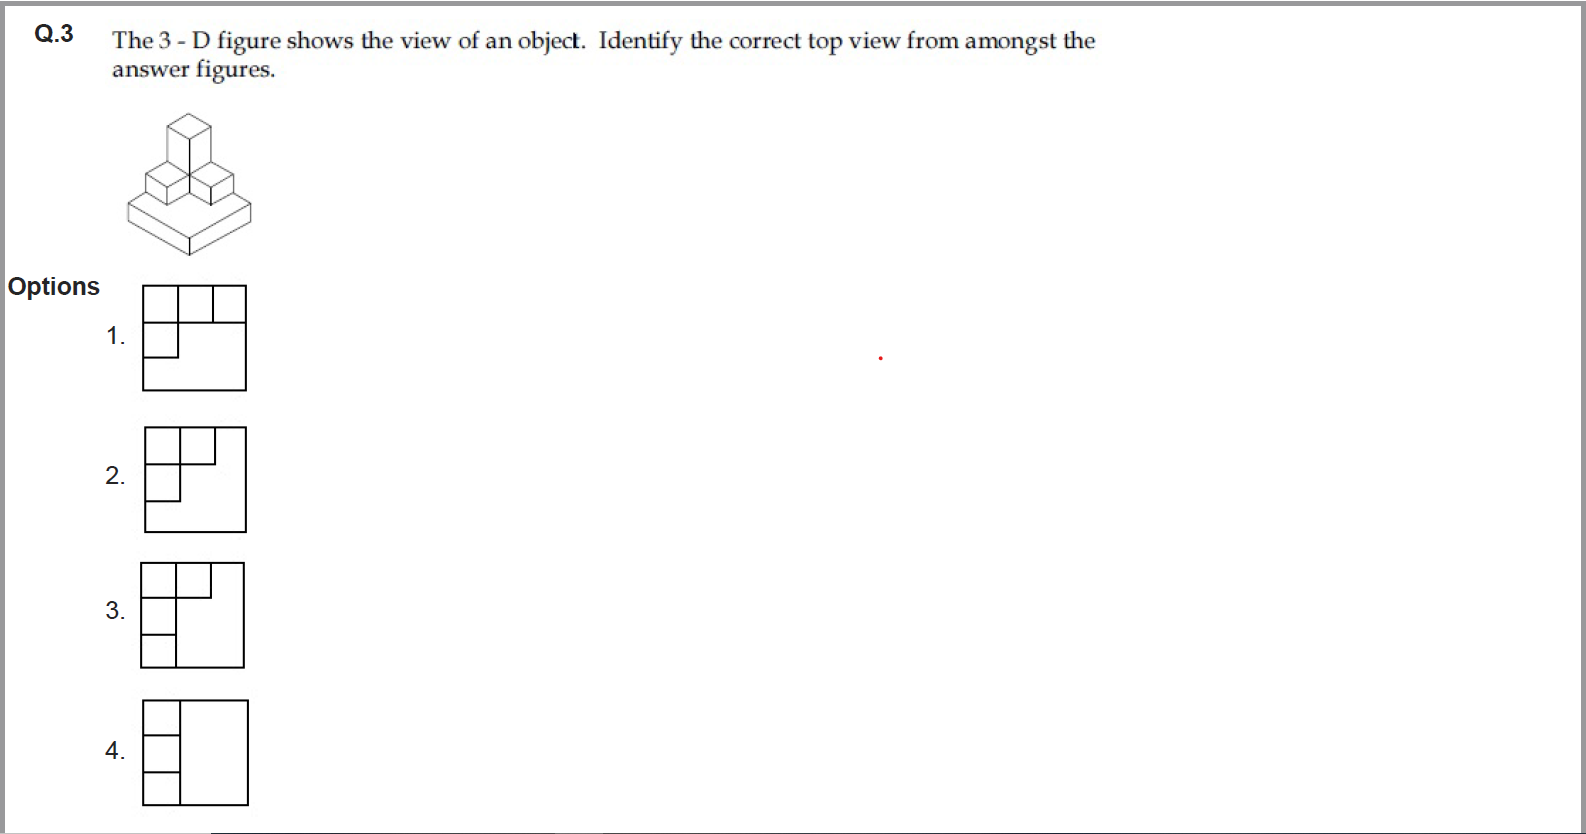 Q.3 The 3 - D figure shows the view of an object. Identify the correct top view from amongst the
answer figures.
Options
1.
2.
3.
4.